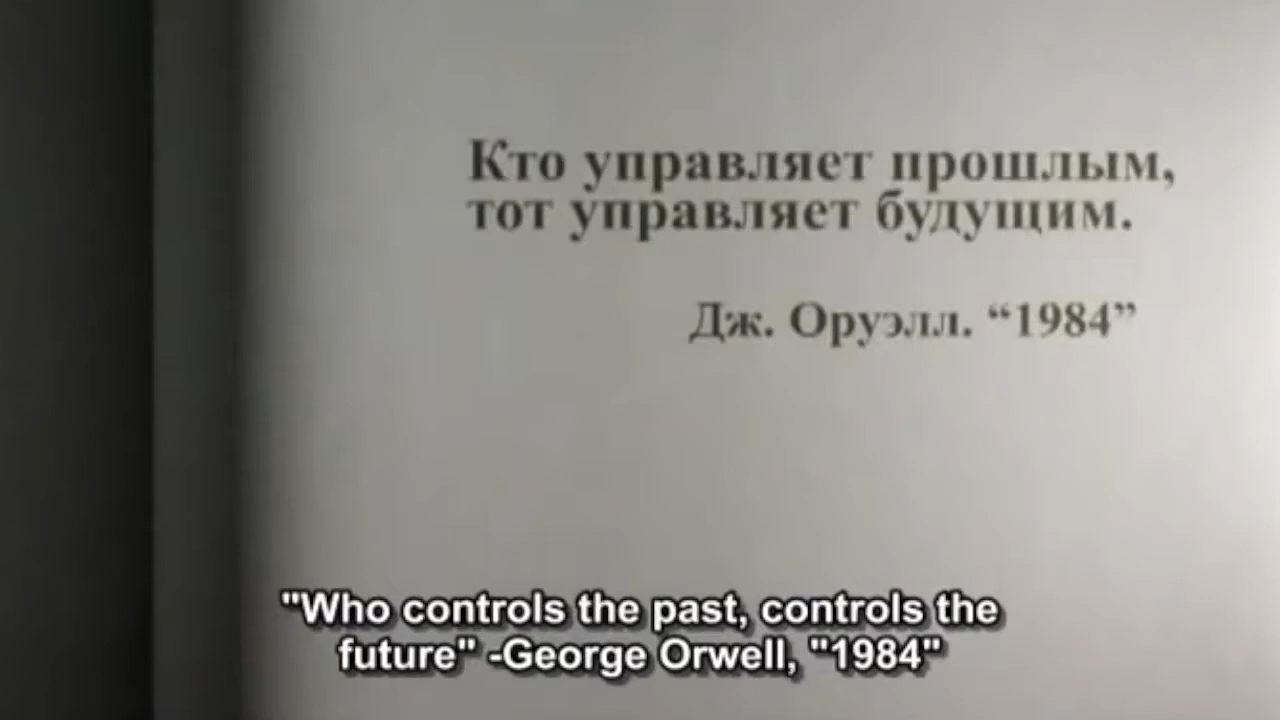 Кто управляет прошлым,
тот управляет будущим.
Дж. Оруэлл. “1984”
"Who controls the past, controls the
future" -George Orwell, "1984"